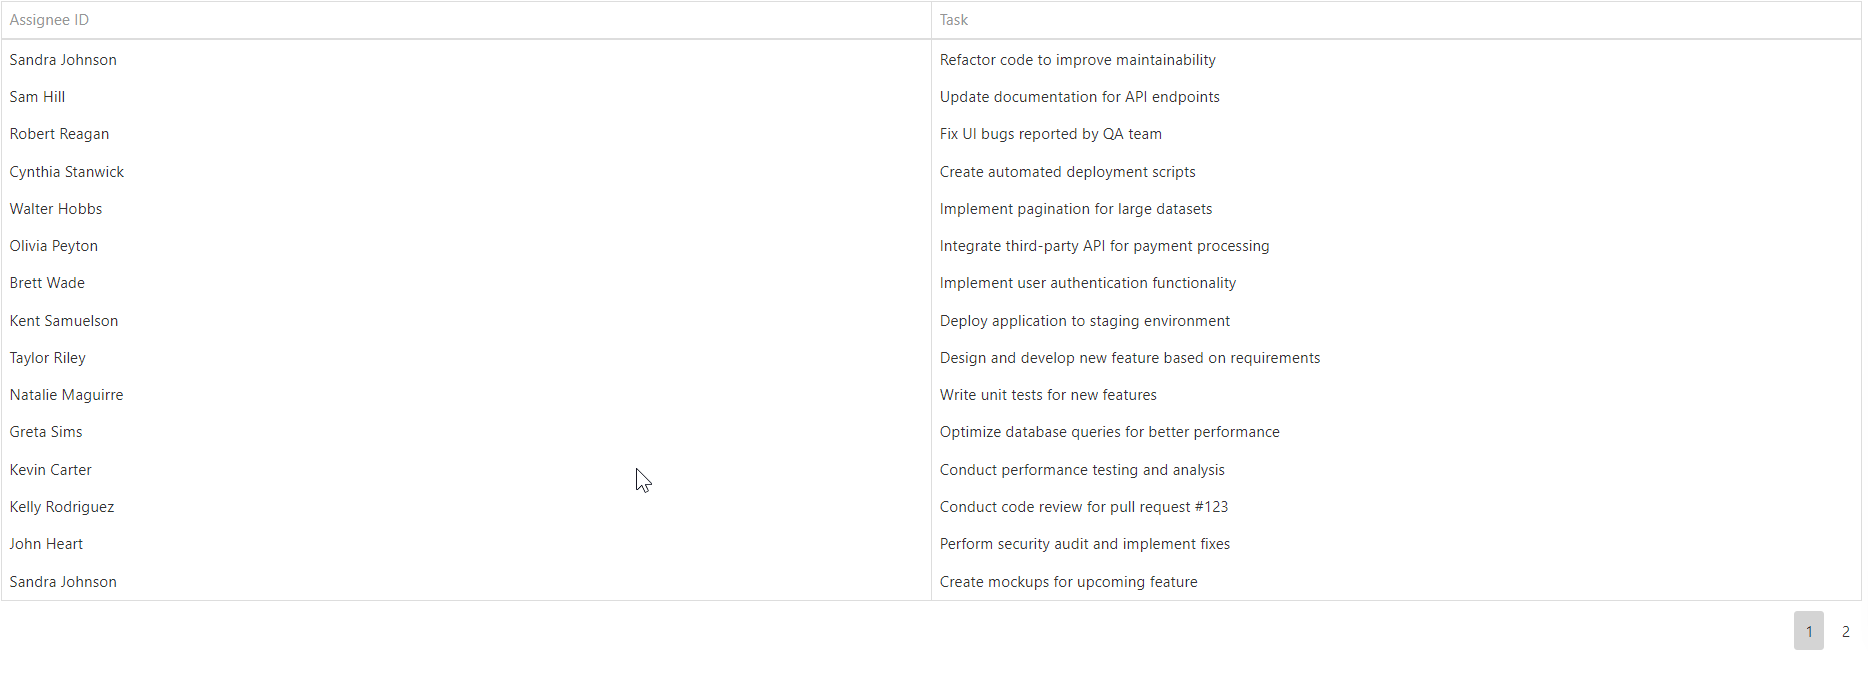 Assignee ID Task
Sandra Johnson Refactor code to improve maintainability
Sam Hill Update documentation for API endpoints
Robert Reagan Fix UI bugs reported by QA team
Cynthia Stanwick Create automated deployment scripts
Walter Hobbs Implement pagination for large datasets
Olivia Peyton Integrate third-party API for payment processing
Brett Wade Implement user authentication functionality
Kent Samuelson Deploy application to staging environment
Taylor Riley Design and develop new feature based on requirements
Natalie Maguirre Write unit tests for new features
Greta Sims Optimize database queries for better performance
Kevin Carter Conduct performance testing and analysis
Kelly Rodriguez Conduct code review for pull request #123
John Heart Perform security audit and implement fixes
Sandra Johnson Create mockups for upcoming feature
1 2